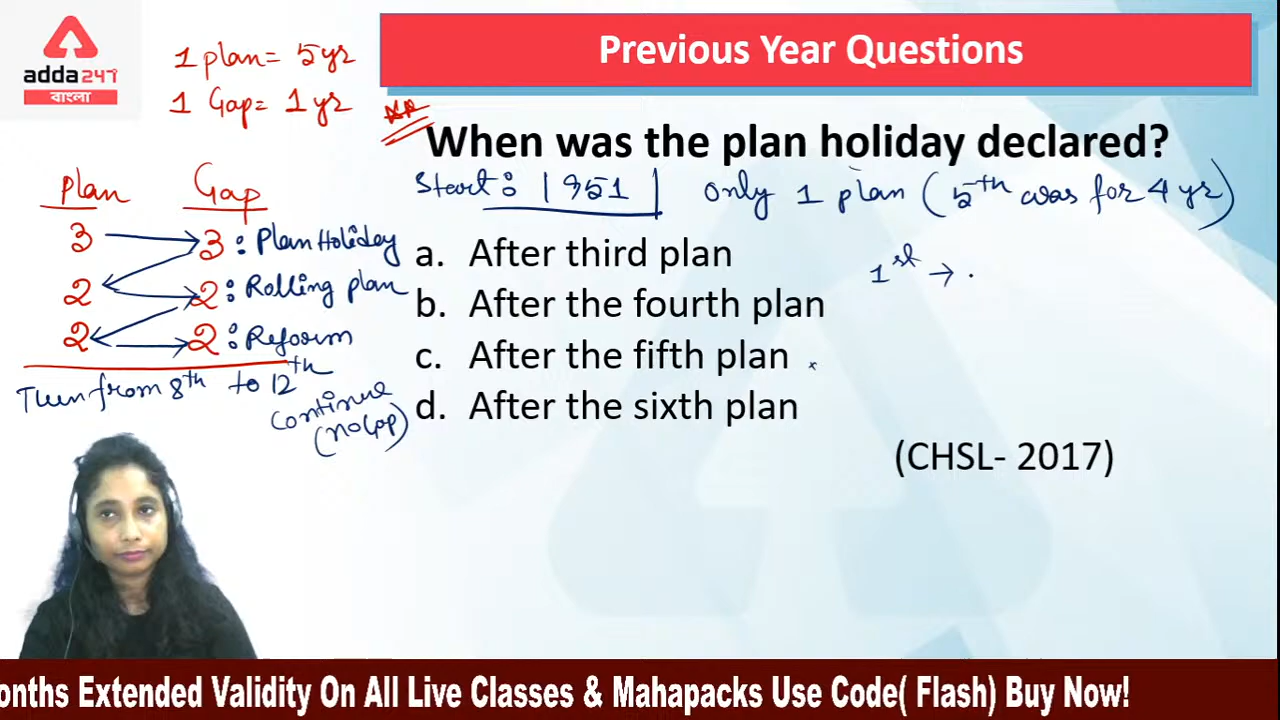 adda247
বাংলা
1 plan= 5yr
1 Gap= 1yr
Previous Year Questions
When was the plan holiday declared?
Start: 1951
Only 1 plan (5th was for 4 yr)
Plan Gap
3 3 : Plan Holiday
2 2 : Rolling plan
2 2 : Reform
Then from 8th to 12th
continue
(no Gap)
a. After third plan
b. After the fourth plan
c. After the fifth plan
d. After the sixth plan
1st →
(CHSL- 2017)
onths Extended Validity On All Live Classes & Mahapacks Use Code( Flash) Buy Now!